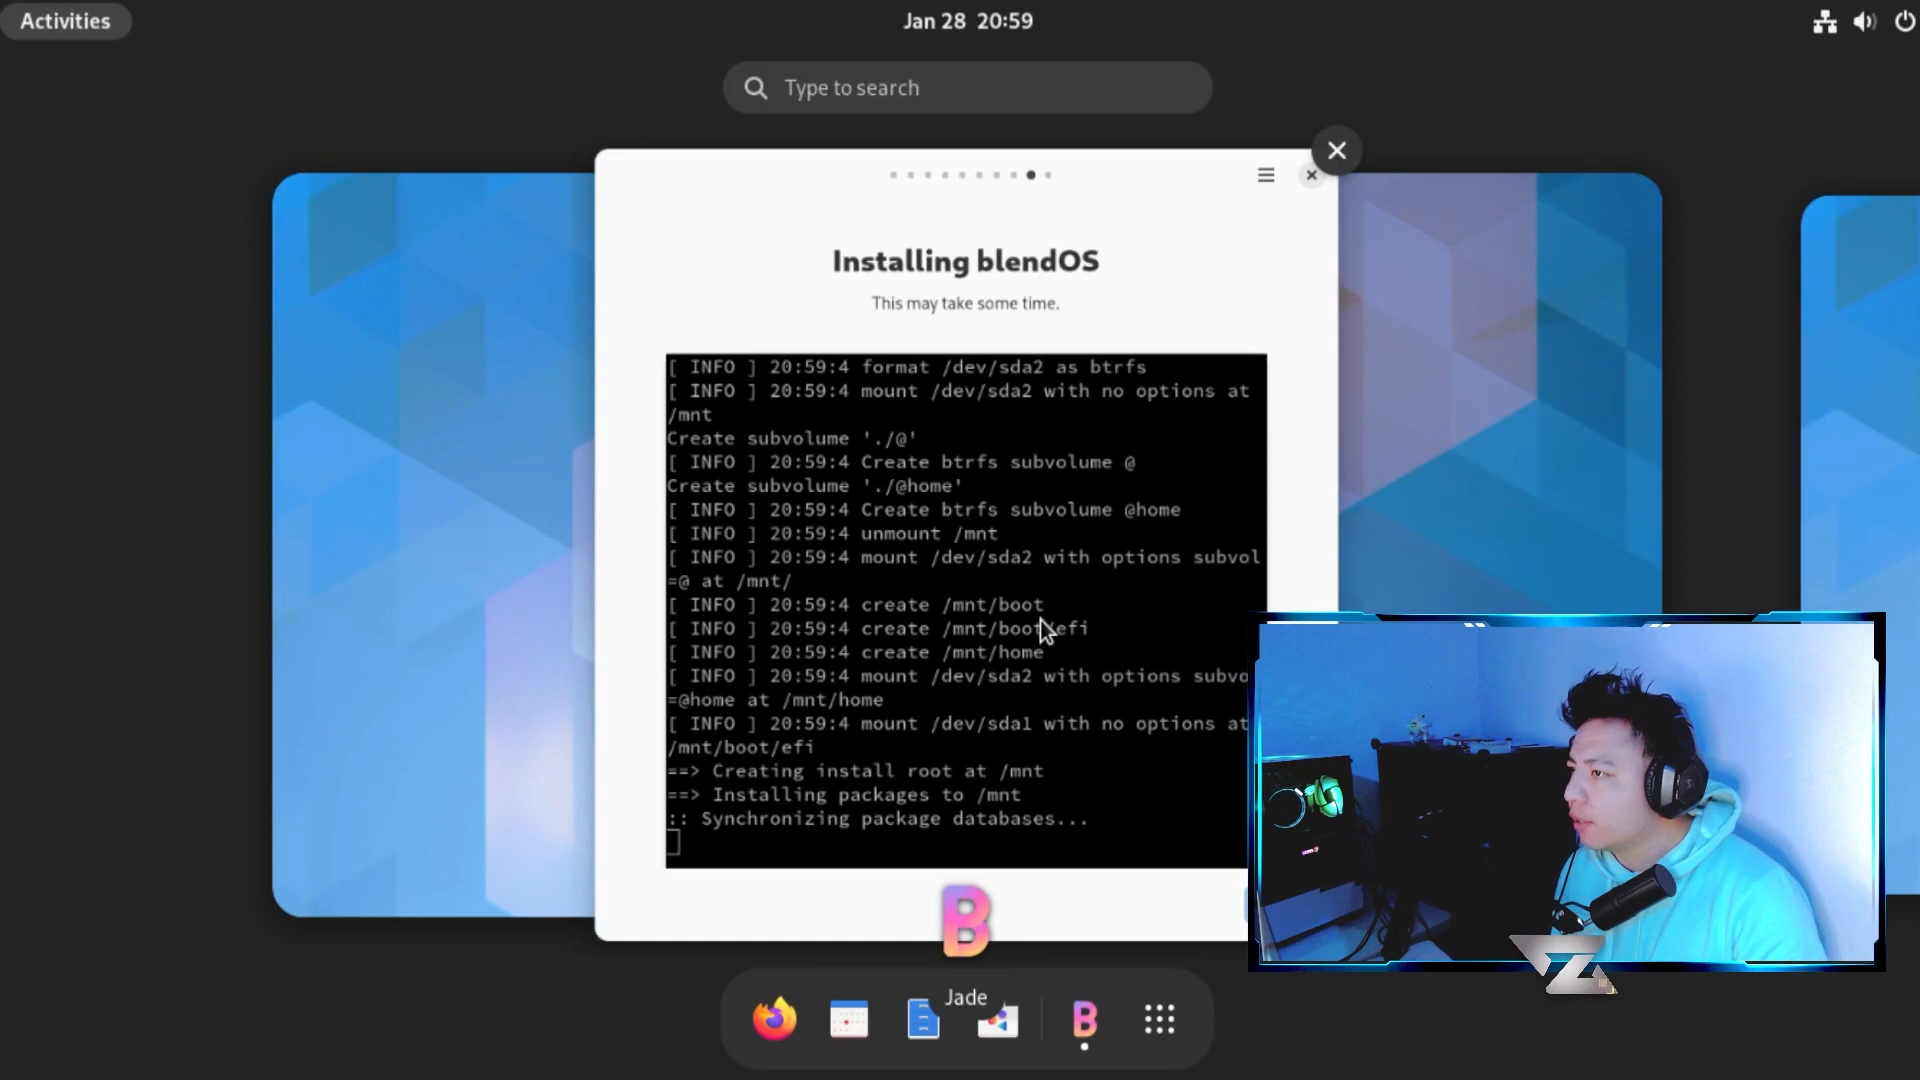 Activities
Jan 28 20:59
Type to search
Installing blendOS
This may take some time.
[ INFO ] 20:59:4 format /dev/sda2 as btrfs
[ INFO ] 20:59:4 mount /dev/sda2 with no options at
/mnt
Create subvolume './@'
[ INFO ] 20:59:4 Create btrfs subvolume @
Create subvolume './@home'
[ INFO ] 20:59:4 Create btrfs subvolume @home
[ INFO ] 20:59:4 unmount /mnt
[ INFO ] 20:59:4 mount /dev/sda2 with options subvol
=@ at /mnt/
[ INFO ] 20:59:4 create /mnt/boot
[ INFO ] 20:59:4 create /mnt/boot/efi
[ INFO ] 20:59:4 create /mnt/home
[ INFO ] 20:59:4 mount /dev/sda2 with options subvo
=@home at /mnt/home
[ INFO ] 20:59:4 mount /dev/sda1 with no options at
/mnt/boot/efi
==> Creating install root at /mnt
==> Installing packages to /mnt
:: Synchronizing package databases...
B
Jade
B